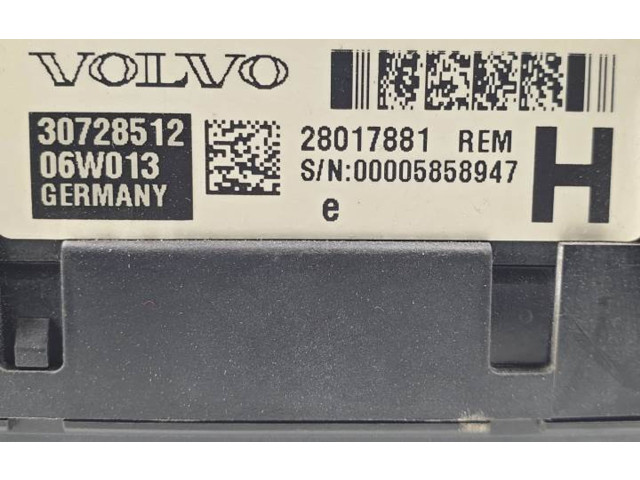 VOLVO
30728512
06W013
GERMANY
28017881 REM
S/N:00005858947
e
H